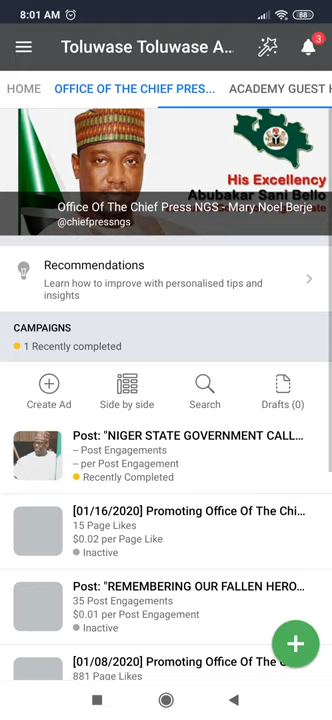 8:01 AM
88
Toluwase Toluwase A...
3
HOME
OFFICE OF THE CHIEF PRESS...
ACADEMY GUEST H
His Excellency
Abubakar Sani Bello
Office Of The Chief Press NGS - Mary Noel Berje
@chiefpressngs
Recommendations
Learn how to improve with personalised tips and
insights
CAMPAIGNS
1 Recently completed
Create Ad
Side by side
Search
Drafts (0)
Post: "NIGER STATE GOVERNMENT CALL...
– Post Engagements
– per Post Engagement
Recently Completed
[01/16/2020] Promoting Office Of The Chi...
15 Page Likes
$0.02 per Page Like
Inactive
Post: "REMEMBERING OUR FALLEN HERO...
35 Post Engagements
$0.01 per Post Engagement
Inactive
[01/08/2020] Promoting Office Of The
881 Page Likes